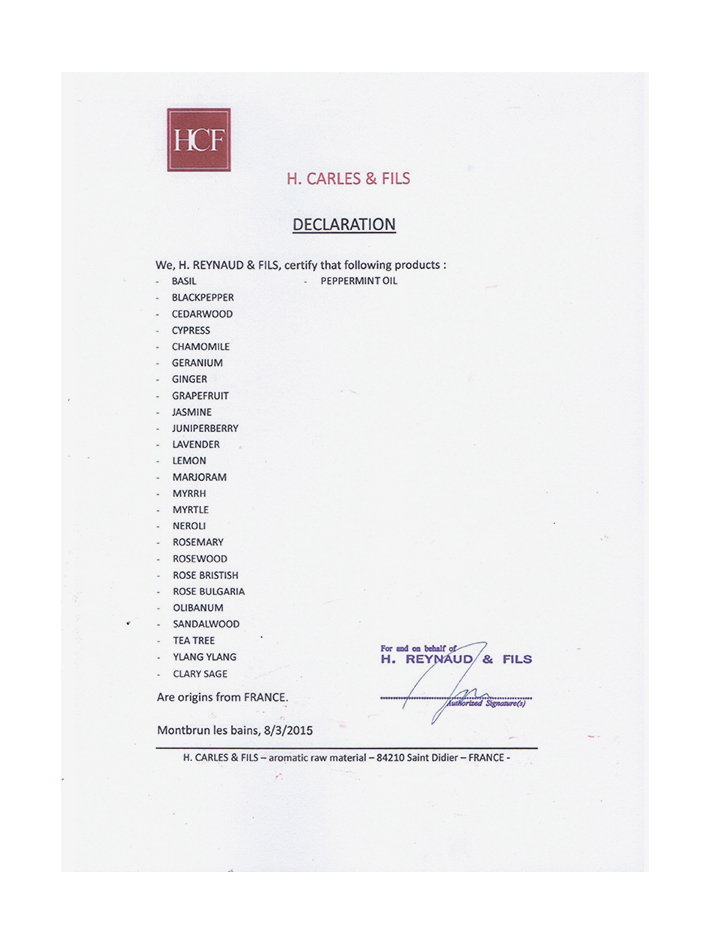 HCF
H. CARLES & FILS
DECLARATION
We, H. REYNAUD & FILS, certify that following products :
- BASIL - PEPPERMINT OIL
- BLACKPEPPER
- CEDARWOOD
- CYPRESS
- CHAMOMILE
- GERANIUM
- GINGER
- GRAPEFRUIT
- JASMINE
- JUNIPERBERRY
- LAVENDER
- LEMON
- MARJORAM
- MYRRH
- MYRTLE
- NEROLI
- ROSEMARY
- ROSEWOOD
- ROSE BRISTISH
- ROSE BULGARIA
- OLIBANUM
- SANDALWOOD
- TEA TREE
- YLANG YLANG
- CLARY SAGE
For and on behalf of
H. REYNAUD & FILS
Authorized Signature(s)
Are origins from FRANCE.
Montbrun les bains, 8/3/2015
H. CARLES & FILS – aromatic raw material – 84210 Saint Didier – FRANCE -